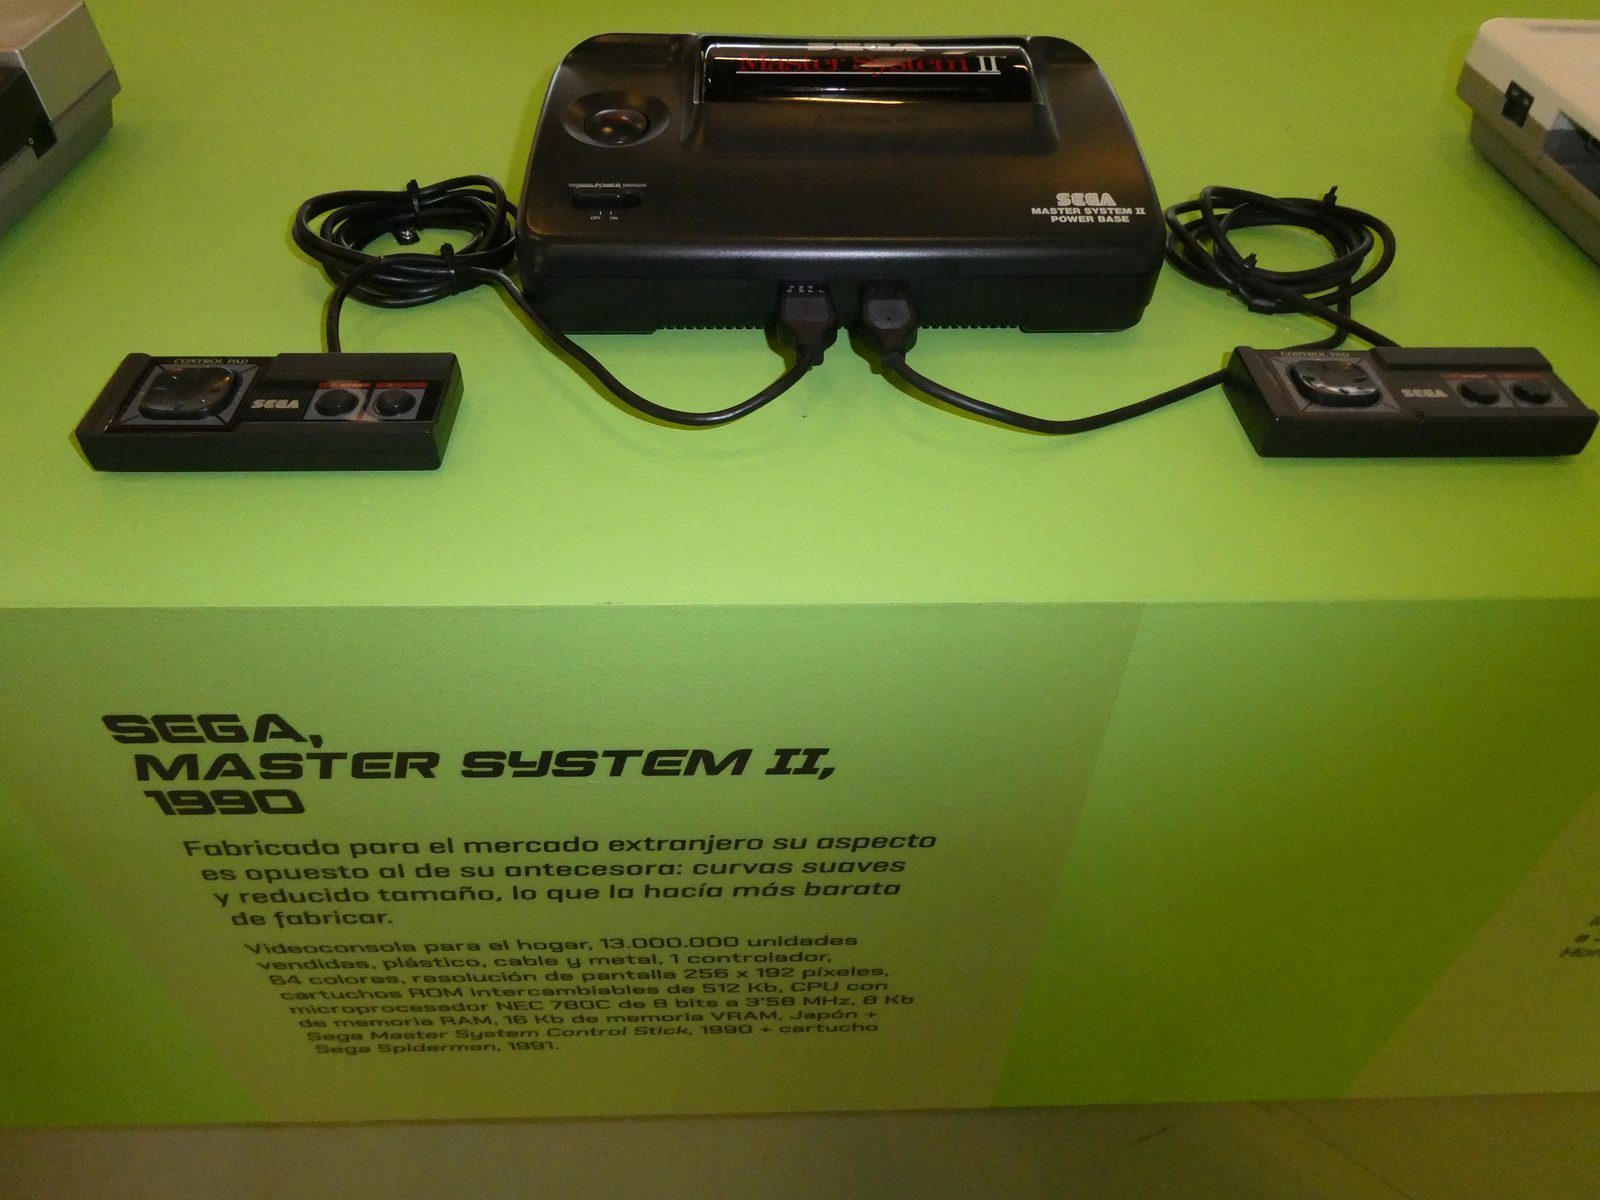 SEGA
Master System II
POWER
OFF ON
SEGA
MASTER SYSTEM II
POWER BASE
CONTROL PAD
SEGA
CONTROL PAD
SEGA
SEGA,
MASTER SYSTEM II,
1990
Fabricada para el mercado extranjero su aspecto
es opuesto al de su antecesora: curvas suaves
y reducido tamaño, lo que la hacía más barata
de fabricar.
Videoconsola para el hogar, 13.000.000 unidades
vendidas, plástico, cable y metal, 1 controlador,
64 colores, resolución de pantalla 256 x 192 píxeles,
cartuchos ROM intercambiables de 512 Kb, CPU con
microprocesador NEC 780C de 8 bits a 3'58 MHz, 8 Kb
de memoria RAM, 16 Kb de memoria VRAM, Japón +
Sega Master System Control Stick, 1990 + cartucho
Sega Spiderman, 1991.